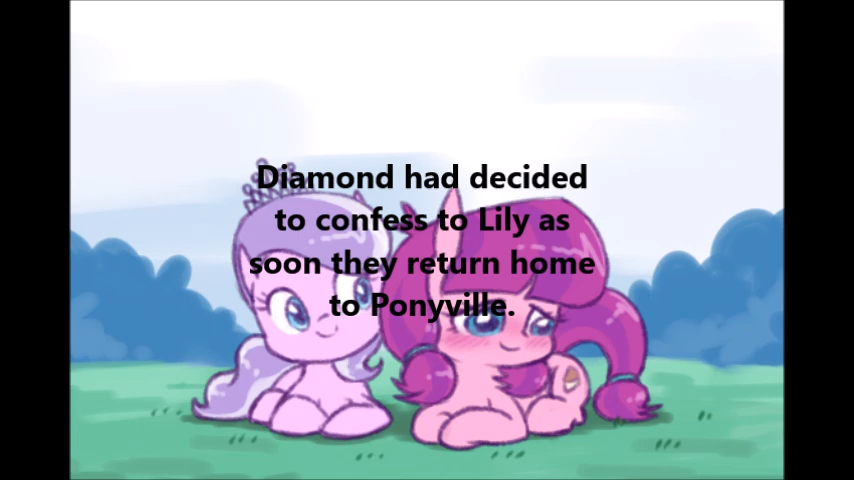 Diamond had decided
to confess to Lily as
soon they return home
to Ponyville.